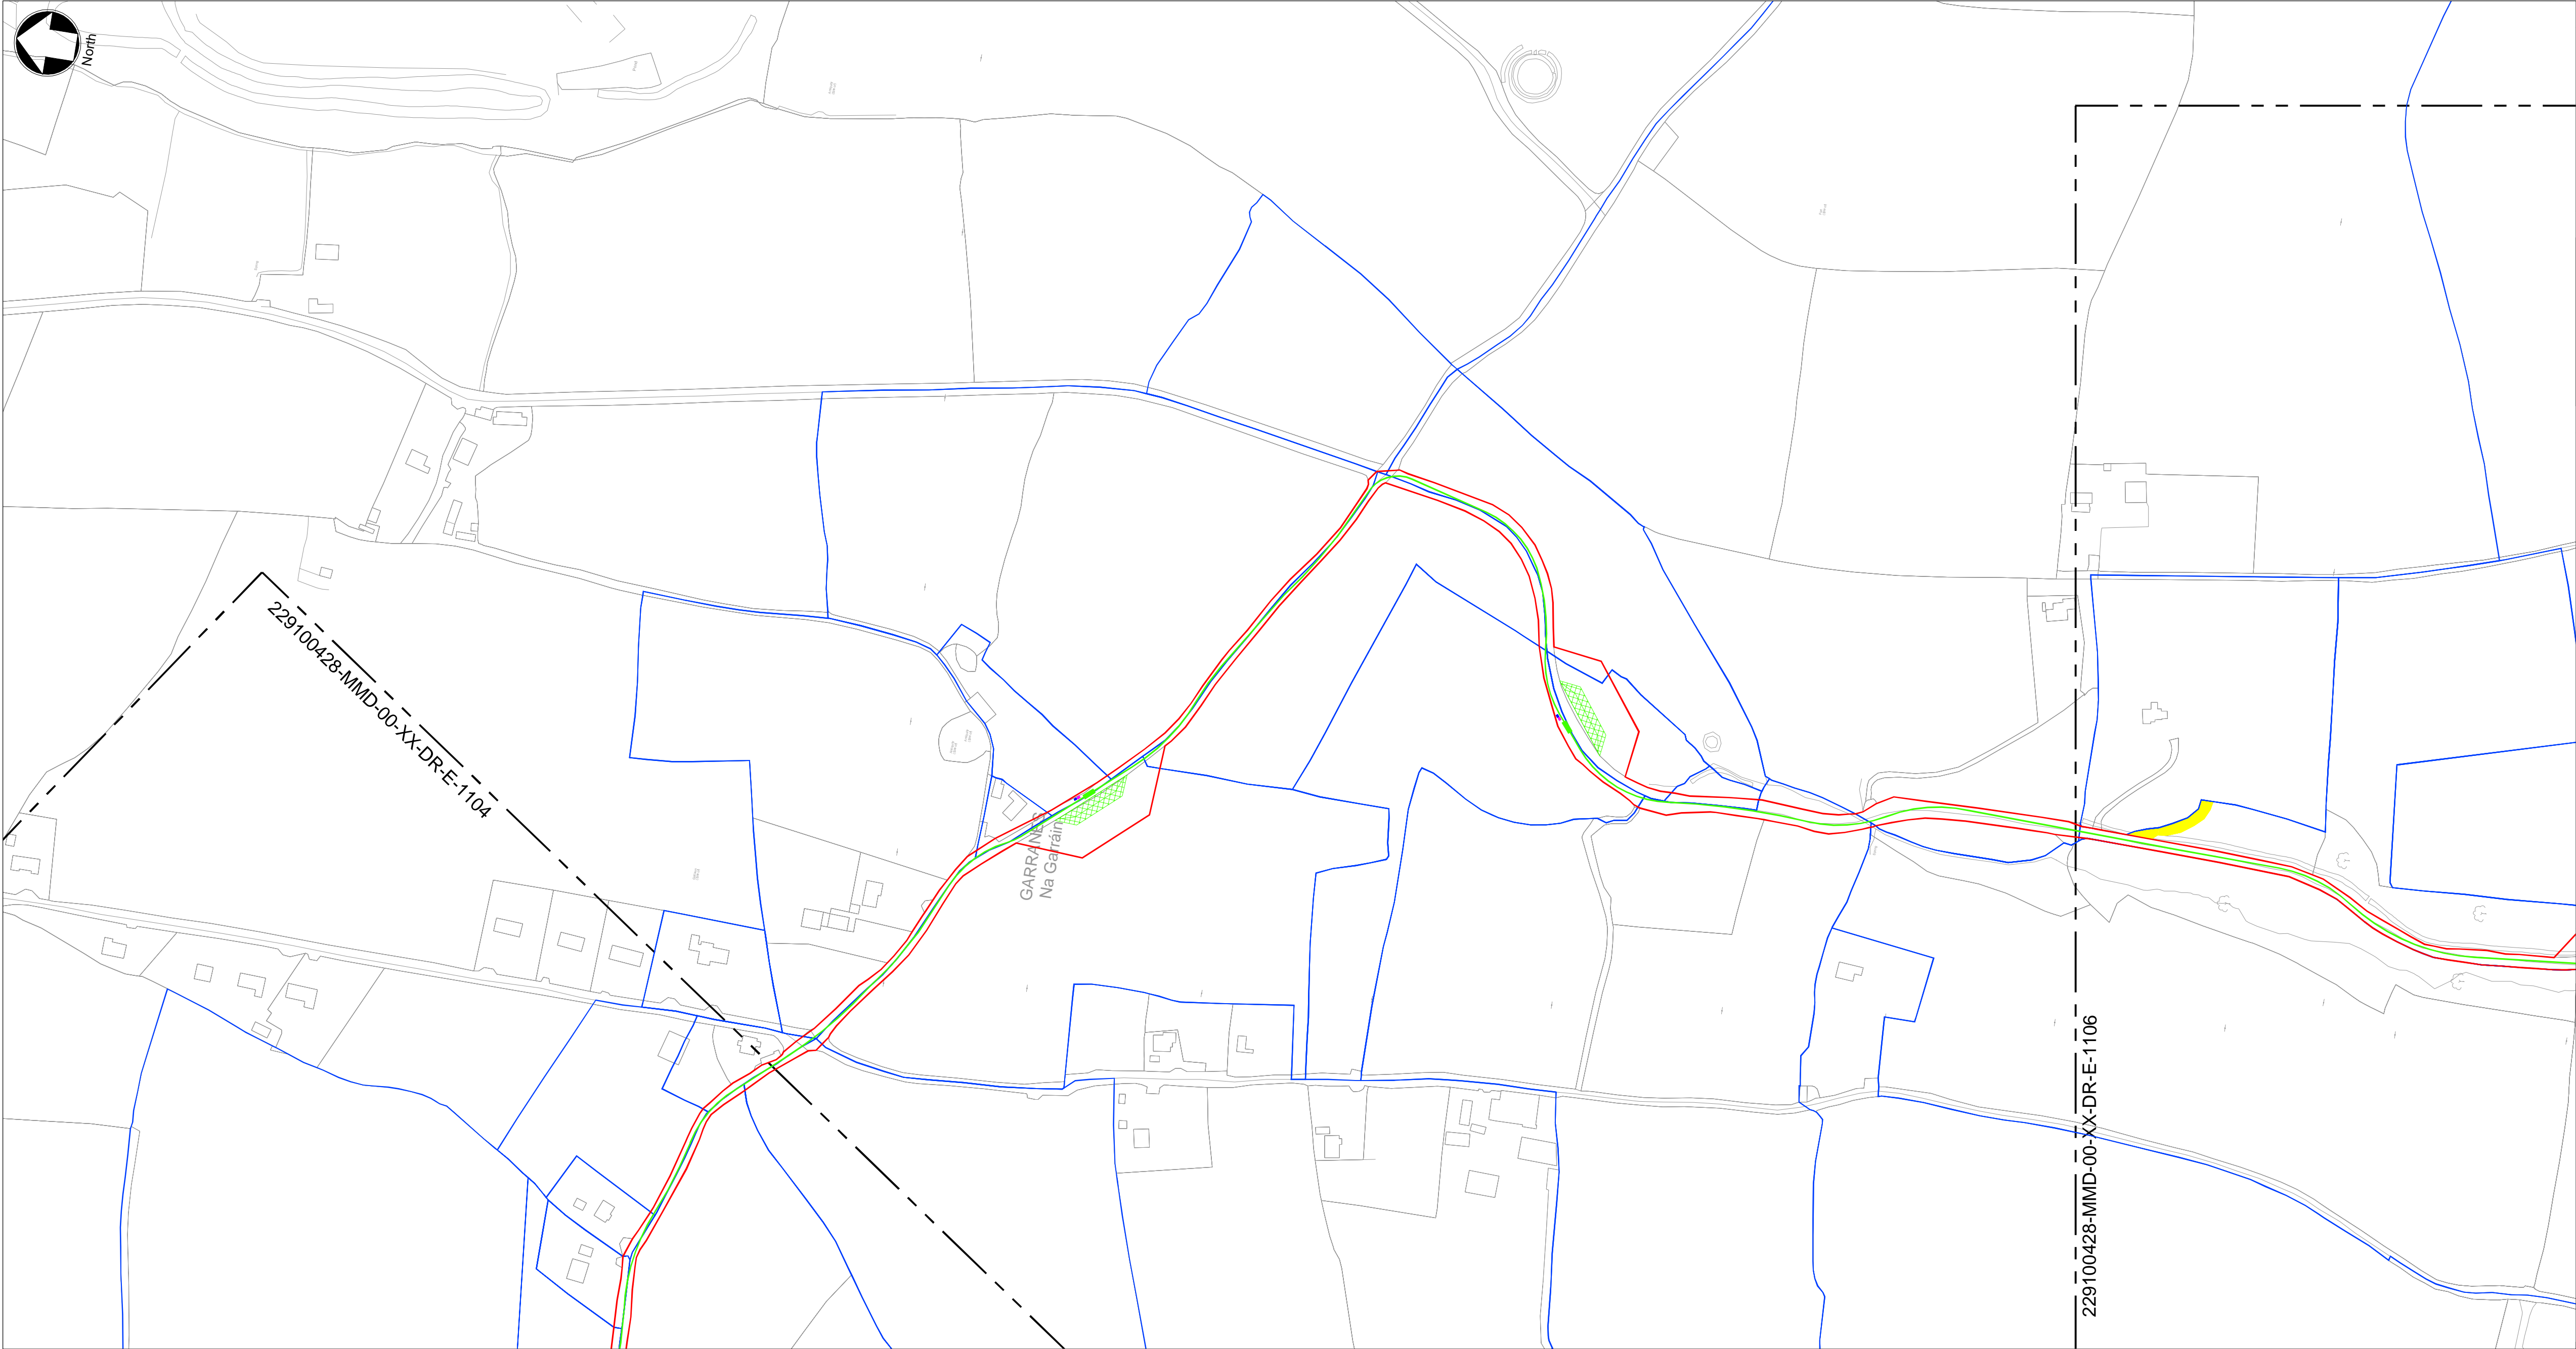 North
229100428-MMD-00-XX-DR-E-1104
GARRANES
Na Garráin
229100428-MMD-00-XX-DR-E-1106